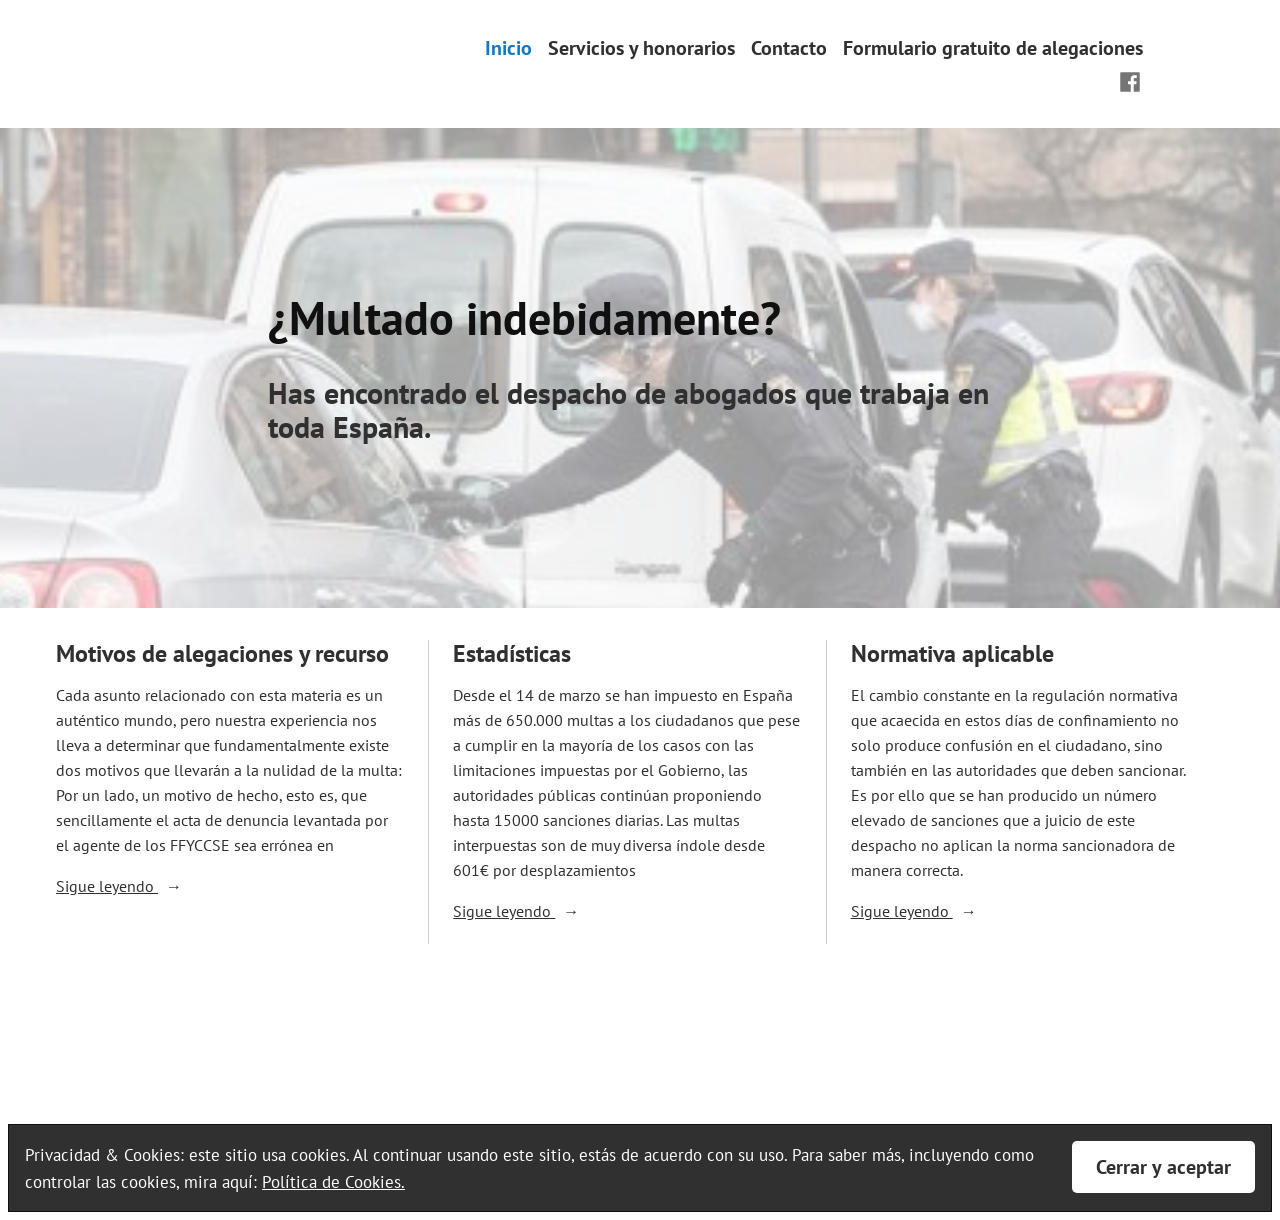 Inicio Servicios y honorarios Contacto Formulario gratuito de alegaciones
¿Multado indebidamente?
Has encontrado el despacho de abogados que trabaja en
toda España.
Kangoo
Motivos de alegaciones y recurso
Cada asunto relacionado con esta materia es un
auténtico mundo, pero nuestra experiencia nos
lleva a determinar que fundamentalmente existe
dos motivos que llevarán a la nulidad de la multa:
Por un lado, un motivo de hecho, esto es, que
sencillamente el acta de denuncia levantada por
el agente de los FFYCCSE sea errónea en
Sigue leyendo →
Estadísticas
Desde el 14 de marzo se han impuesto en España
más de 650.000 multas a los ciudadanos que pese
a cumplir en la mayoría de los casos con las
limitaciones impuestas por el Gobierno, las
autoridades públicas continúan proponiendo
hasta 15000 sanciones diarias. Las multas
interpuestas son de muy diversa índole desde
601€ por desplazamientos
Sigue leyendo →
Normativa aplicable
El cambio constante en la regulación normativa
que acaecida en estos días de confinamiento no
solo produce confusión en el ciudadano, sino
también en las autoridades que deben sancionar.
Es por ello que se han producido un número
elevado de sanciones que a juicio de este
despacho no aplican la norma sancionadora de
manera correcta.
Sigue leyendo →
Privacidad & Cookies: este sitio usa cookies. Al continuar usando este sitio, estás de acuerdo con su uso. Para saber más, incluyendo como
controlar las cookies, mira aquí: Política de Cookies.
Cerrar y aceptar